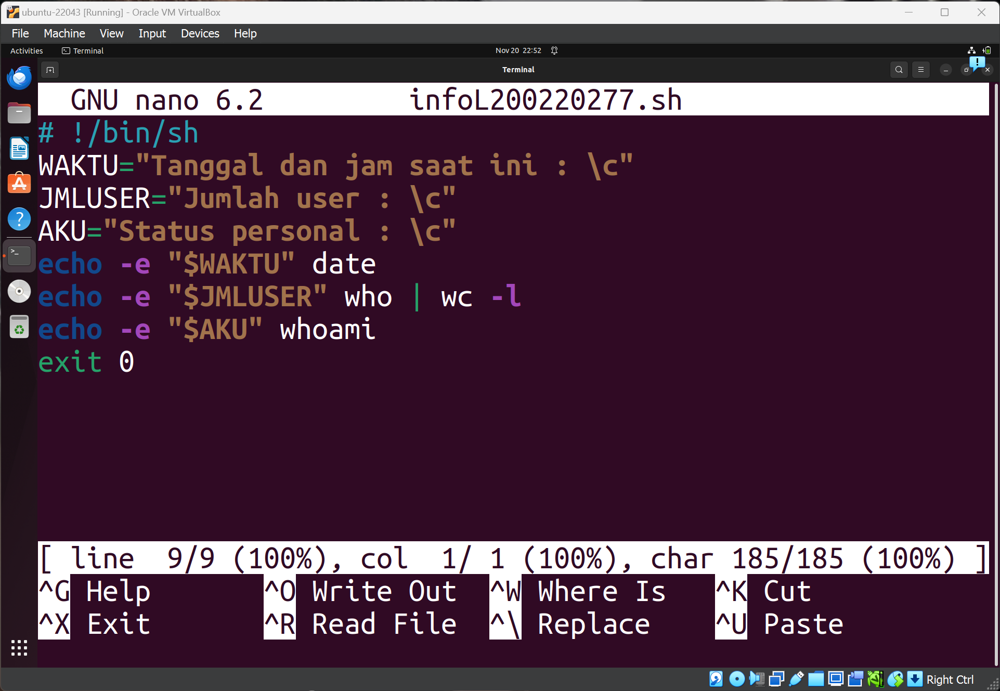 ubuntu-22043 [Running] - Oracle VM VirtualBox
File Machine View Input Devices Help
Activities Terminal Nov 20 22:52
Terminal
GNU nano 6.2 infoL200220277.sh
# !/bin/sh
WAKTU="Tanggal dan jam saat ini : \c"
JMLUSER="Jumlah user : \c"
AKU="Status personal : \c"
echo -e "$WAKTU" date
echo -e "$JMLUSER" who | wc -l
echo -e "$AKU" whoami
exit 0
[ line  9/9 (100%), col  1/ 1 (100%), char 185/185 (100%) ]
^G Help ^O Write Out ^W Where Is ^K Cut
^X Exit ^R Read File ^\ Replace ^U Paste
Right Ctrl